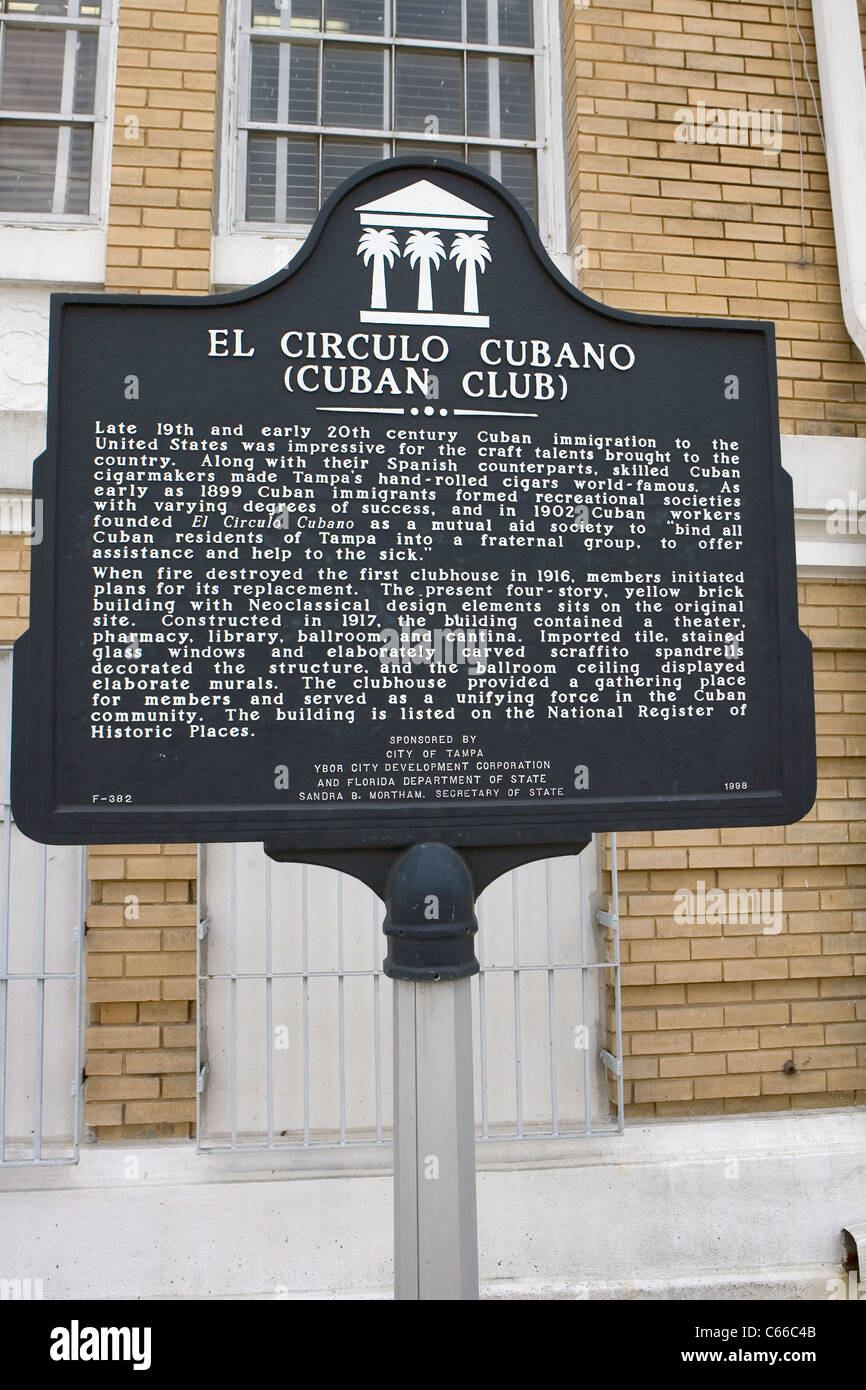 EL CIRCULO CUBANO
(CUBAN CLUB)
Late 19th and early 20th century Cuban immigration to the
United States was impressive for the craft talents brought to the
country. Along with their Spanish counterparts, skilled Cuban
cigarmakers made Tampa's hand-rolled cigars world-famous. As
early as 1899 Cuban immigrants formed recreational societies
with varying degrees of success, and in 1902 Cuban workers
founded El Circulo Cubano as a mutual aid society to "bind all
Cuban residents of Tampa into a fraternal group, to offer
assistance and help to the sick."
When fire destroyed the first clubhouse in 1916, members initiated
plans for its replacement. The present four-story, yellow brick
building with Neoclassical design elements sits on the original
site. Constructed in 1917, the building contained a theater,
pharmacy, library, ballroom, and cantina. Imported tile, stained
glass windows and elaborately carved scraffito spandrells
decorated the structure, and the ballroom ceiling displayed
elaborate murals. The clubhouse provided a gathering place
for members and served as a unifying force in the Cuban
community. The building is listed on the National Register of
Historic Places.
SPONSORED BY
CITY OF TAMPA
YBOR CITY DEVELOPMENT CORPORATION
AND FLORIDA DEPARTMENT OF STATE
SANDRA B. MORTHAM, SECRETARY OF STATE
F-382
1998
alamy
alamy stock photo
C66C4B
www.alamy.com